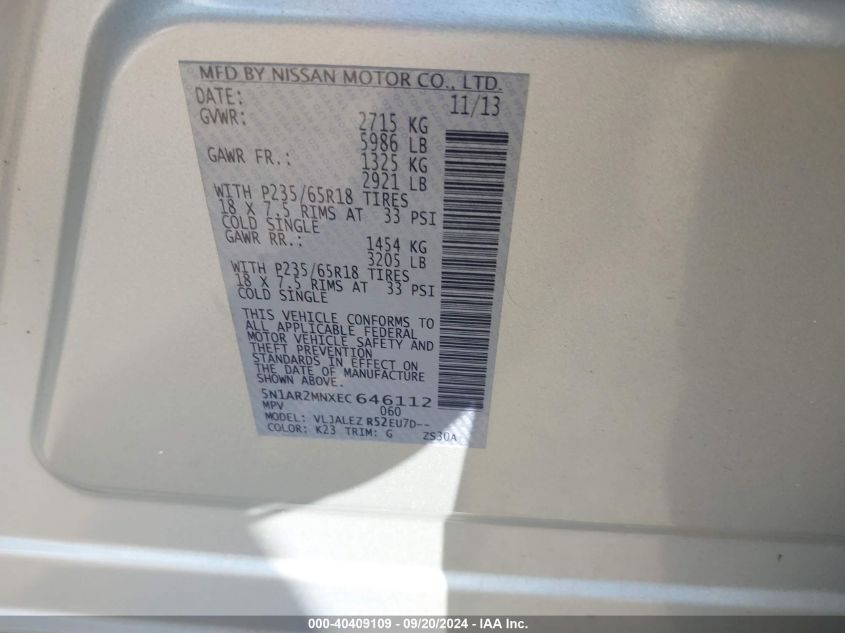 MFD BY NISSAN MOTOR CO., LTD.
DATE: 11/13
GVWR: 2715 KG
5986 LB
GAWR FR.: 1325 KG
2921 LB
WITH P235/65R18 TIRES
18 X 7.5 RIMS AT 33 PSI
COLD SINGLE
GAWR RR.: 1454 KG
3205 LB
WITH P235/65R18 TIRES
18 X 7.5 RIMS AT 33 PSI
COLD SINGLE
THIS VEHICLE CONFORMS TO
ALL APPLICABLE FEDERAL
MOTOR VEHICLE SAFETY AND
THEFT PREVENTION
STANDARDS IN EFFECT ON
THE DATE OF MANUFACTURE
SHOWN ABOVE.
5N1AR2MNXEC646112
MPV 060
MODEL: VLJALEZ R52EU7D--
COLOR: K23 TRIM: G ZS30A
000-40409109 - 09/20/2024 - IAA Inc.